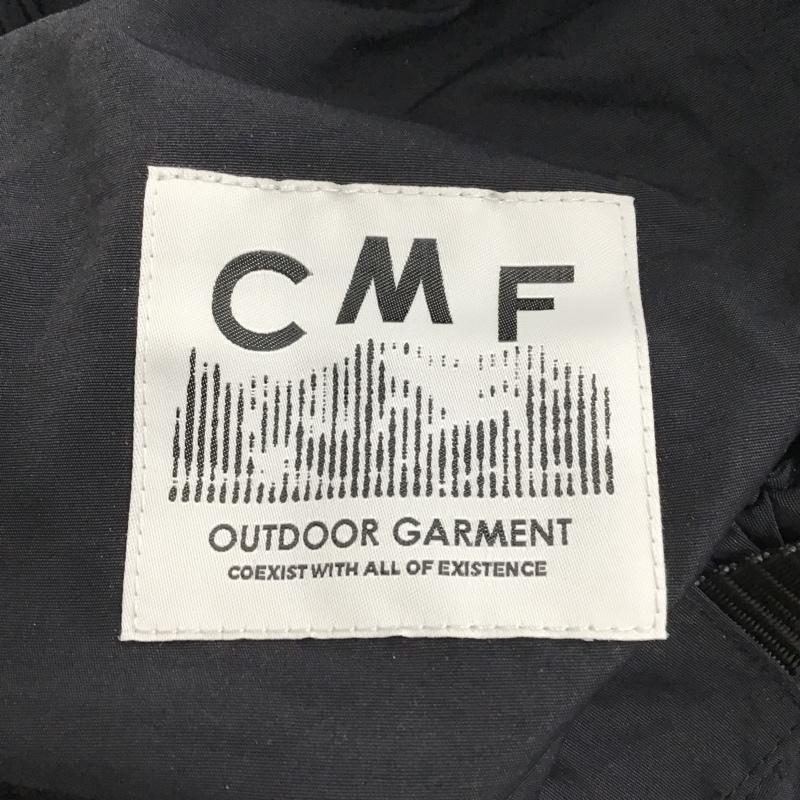 CMF
OUTDOOR GARMENT
COEXIST WITH ALL OF EXISTENCE